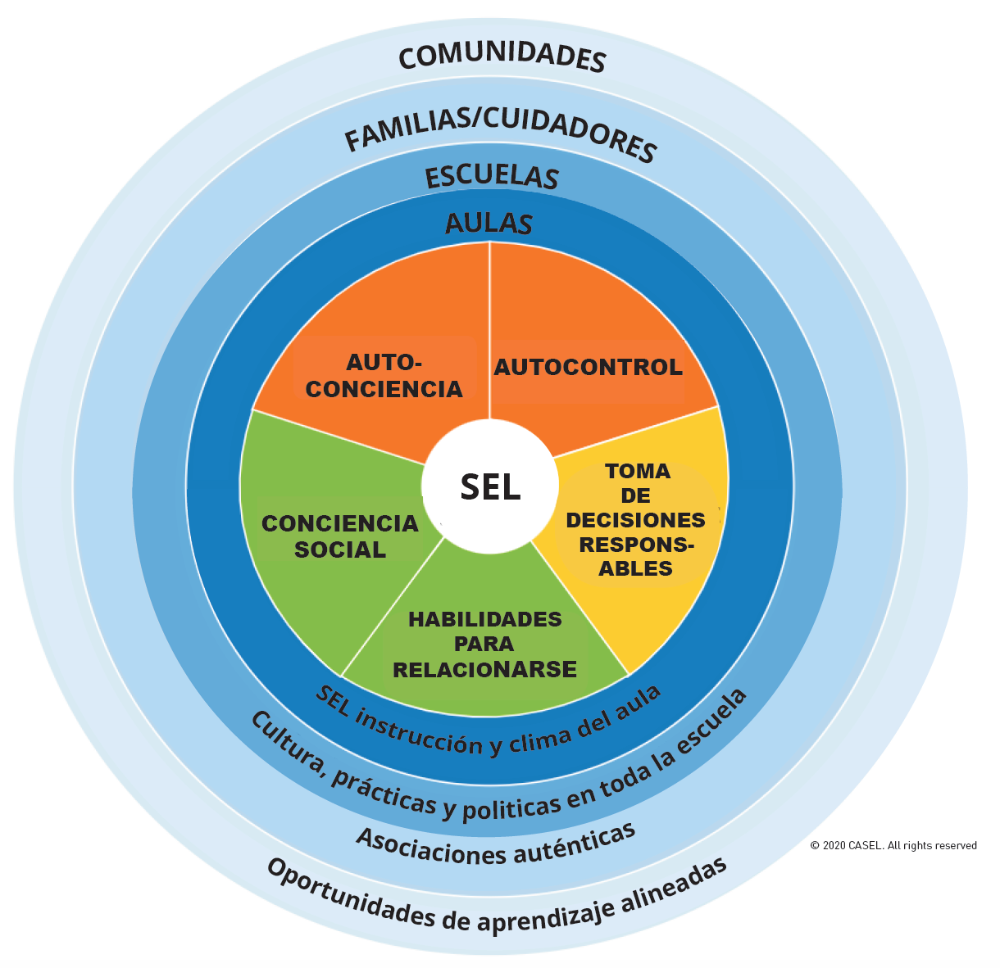 COMUNIDADES
FAMILIAS/CUIDADORES
ESCUELAS
AULAS
AUTO-
CONCIENCIA
AUTOCONTROL
SEL
TOMA
DE
DECISIONES
RESPONS-
ABLES
CONCIENCIA
SOCIAL
HABILIDADES
PARA
RELACIONARSE
SEL instrucción y clima del aula
Cultura, prácticas y politicas en toda la escuela
Asociaciones auténticas
Oportunidades de aprendizaje alineadas
© 2020 CASEL. All rights reserved